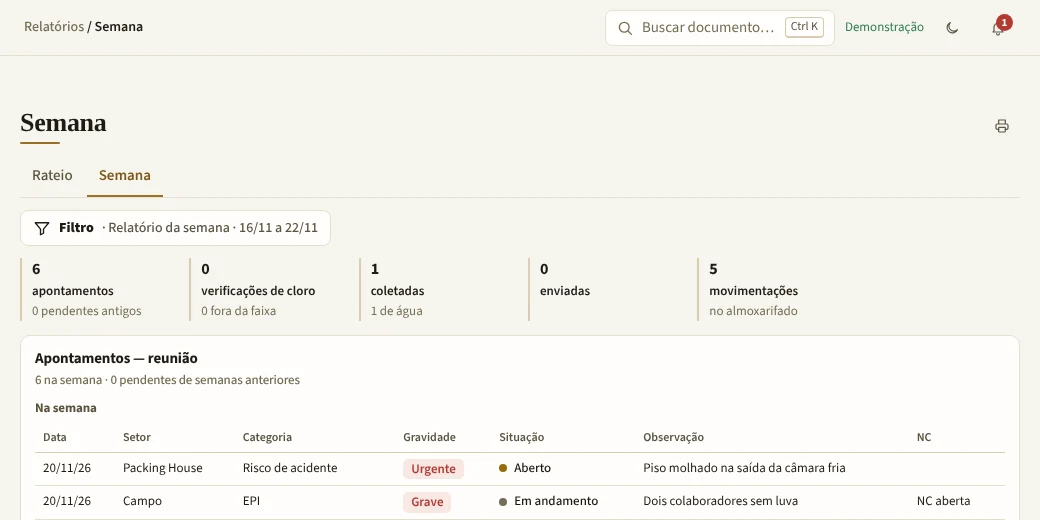 Relatórios / Semana
Buscar documento… Ctrl K
Demonstração
1
Semana
Rateio Semana
Filtro · Relatório da semana · 16/11 a 22/11
6 0 1 0 5
apontamentos verificações de cloro coletadas enviadas movimentações
0 pendentes antigos 0 fora da faixa 1 de água no almoxarifado
Apontamentos — reunião
6 na semana · 0 pendentes de semanas anteriores
Na semana
Data Setor Categoria Gravidade Situação Observação NC
20/11/26 Packing House Risco de acidente Urgente Aberto Piso molhado na saída da câmara fria
20/11/26 Campo EPI Grave Em andamento Dois colaboradores sem luva NC aberta